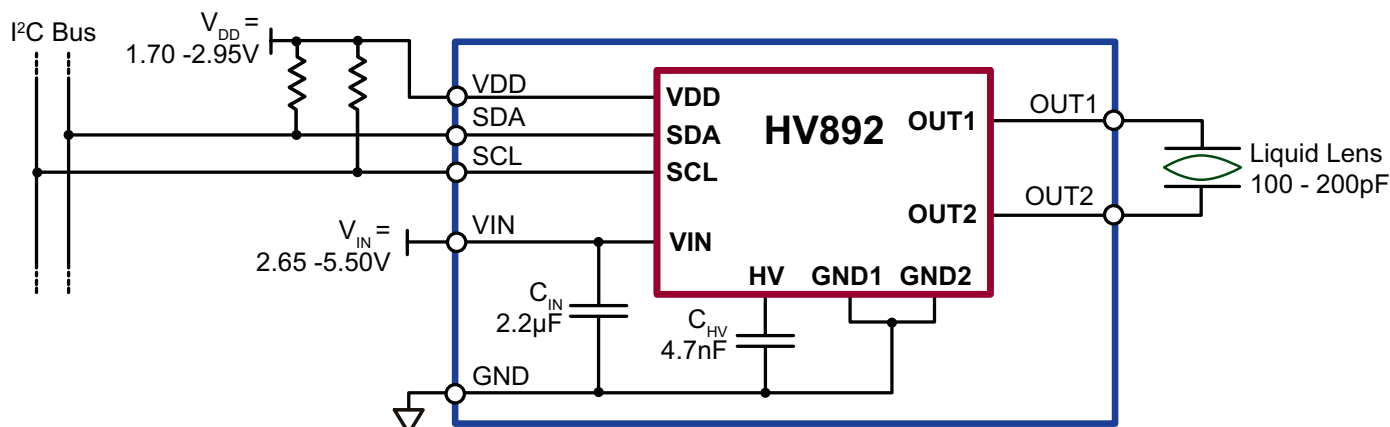 I²C Bus
V_DD =
1.70 -2.95V
VDD
SDA
SCL
VIN
GND
V_IN =
2.65 -5.50V
C_IN
2.2µF
C_HV
4.7nF
HV892
VDD
SDA
SCL
VIN
HV
GND1
GND2
OUT1
OUT2
OUT1
OUT2
Liquid Lens
100 - 200pF